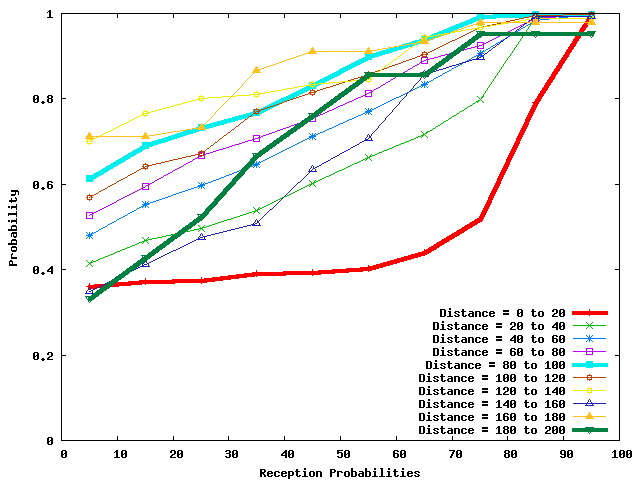 1
0.8
0.6
0.4
0.2
0
Probability
Distance = 0 to 20
Distance = 20 to 40
Distance = 40 to 60
Distance = 60 to 80
Distance = 80 to 100
Distance = 100 to 120
Distance = 120 to 140
Distance = 140 to 160
Distance = 160 to 180
Distance = 180 to 200
0 10 20 30 40 50 60 70 80 90 100
Reception Probabilities